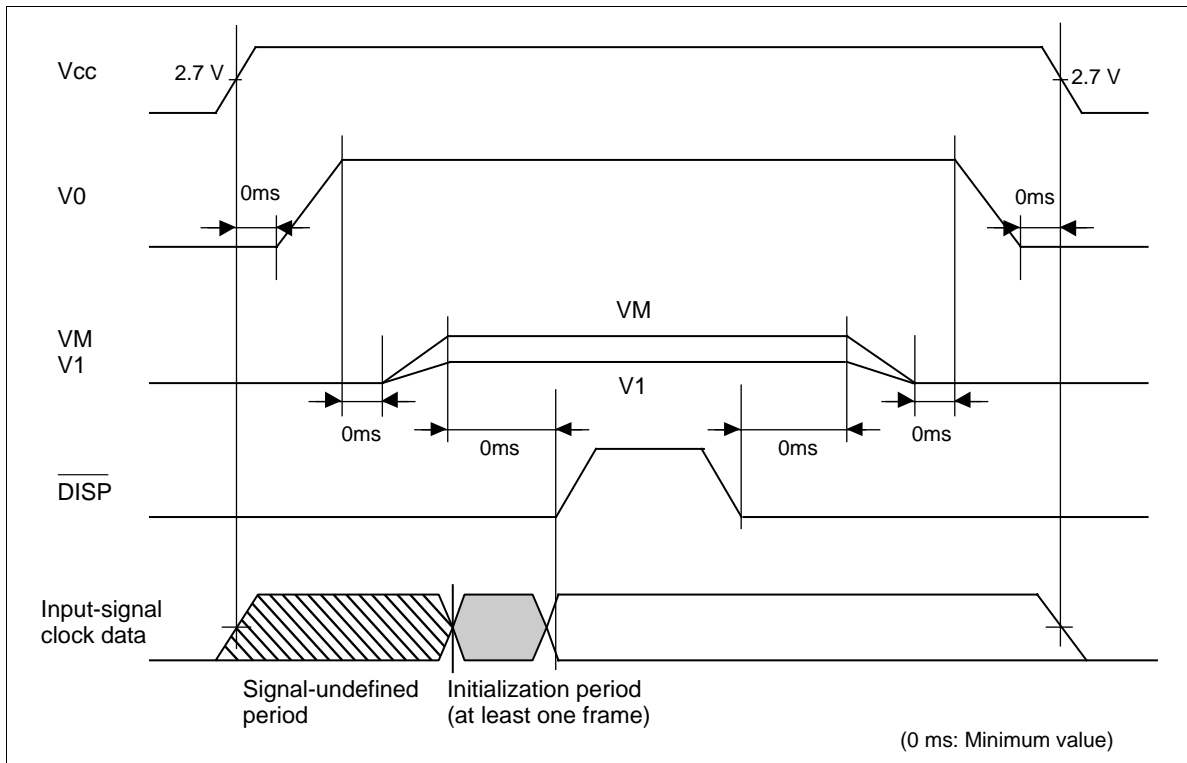 Vcc
2.7 V
2.7 V
V0
0ms
0ms
VM
VM
V1
V1
0ms
0ms
0ms
0ms
DISP
Input-signal
clock data
Signal-undefined
period
Initialization period
(at least one frame)
(0 ms: Minimum value)